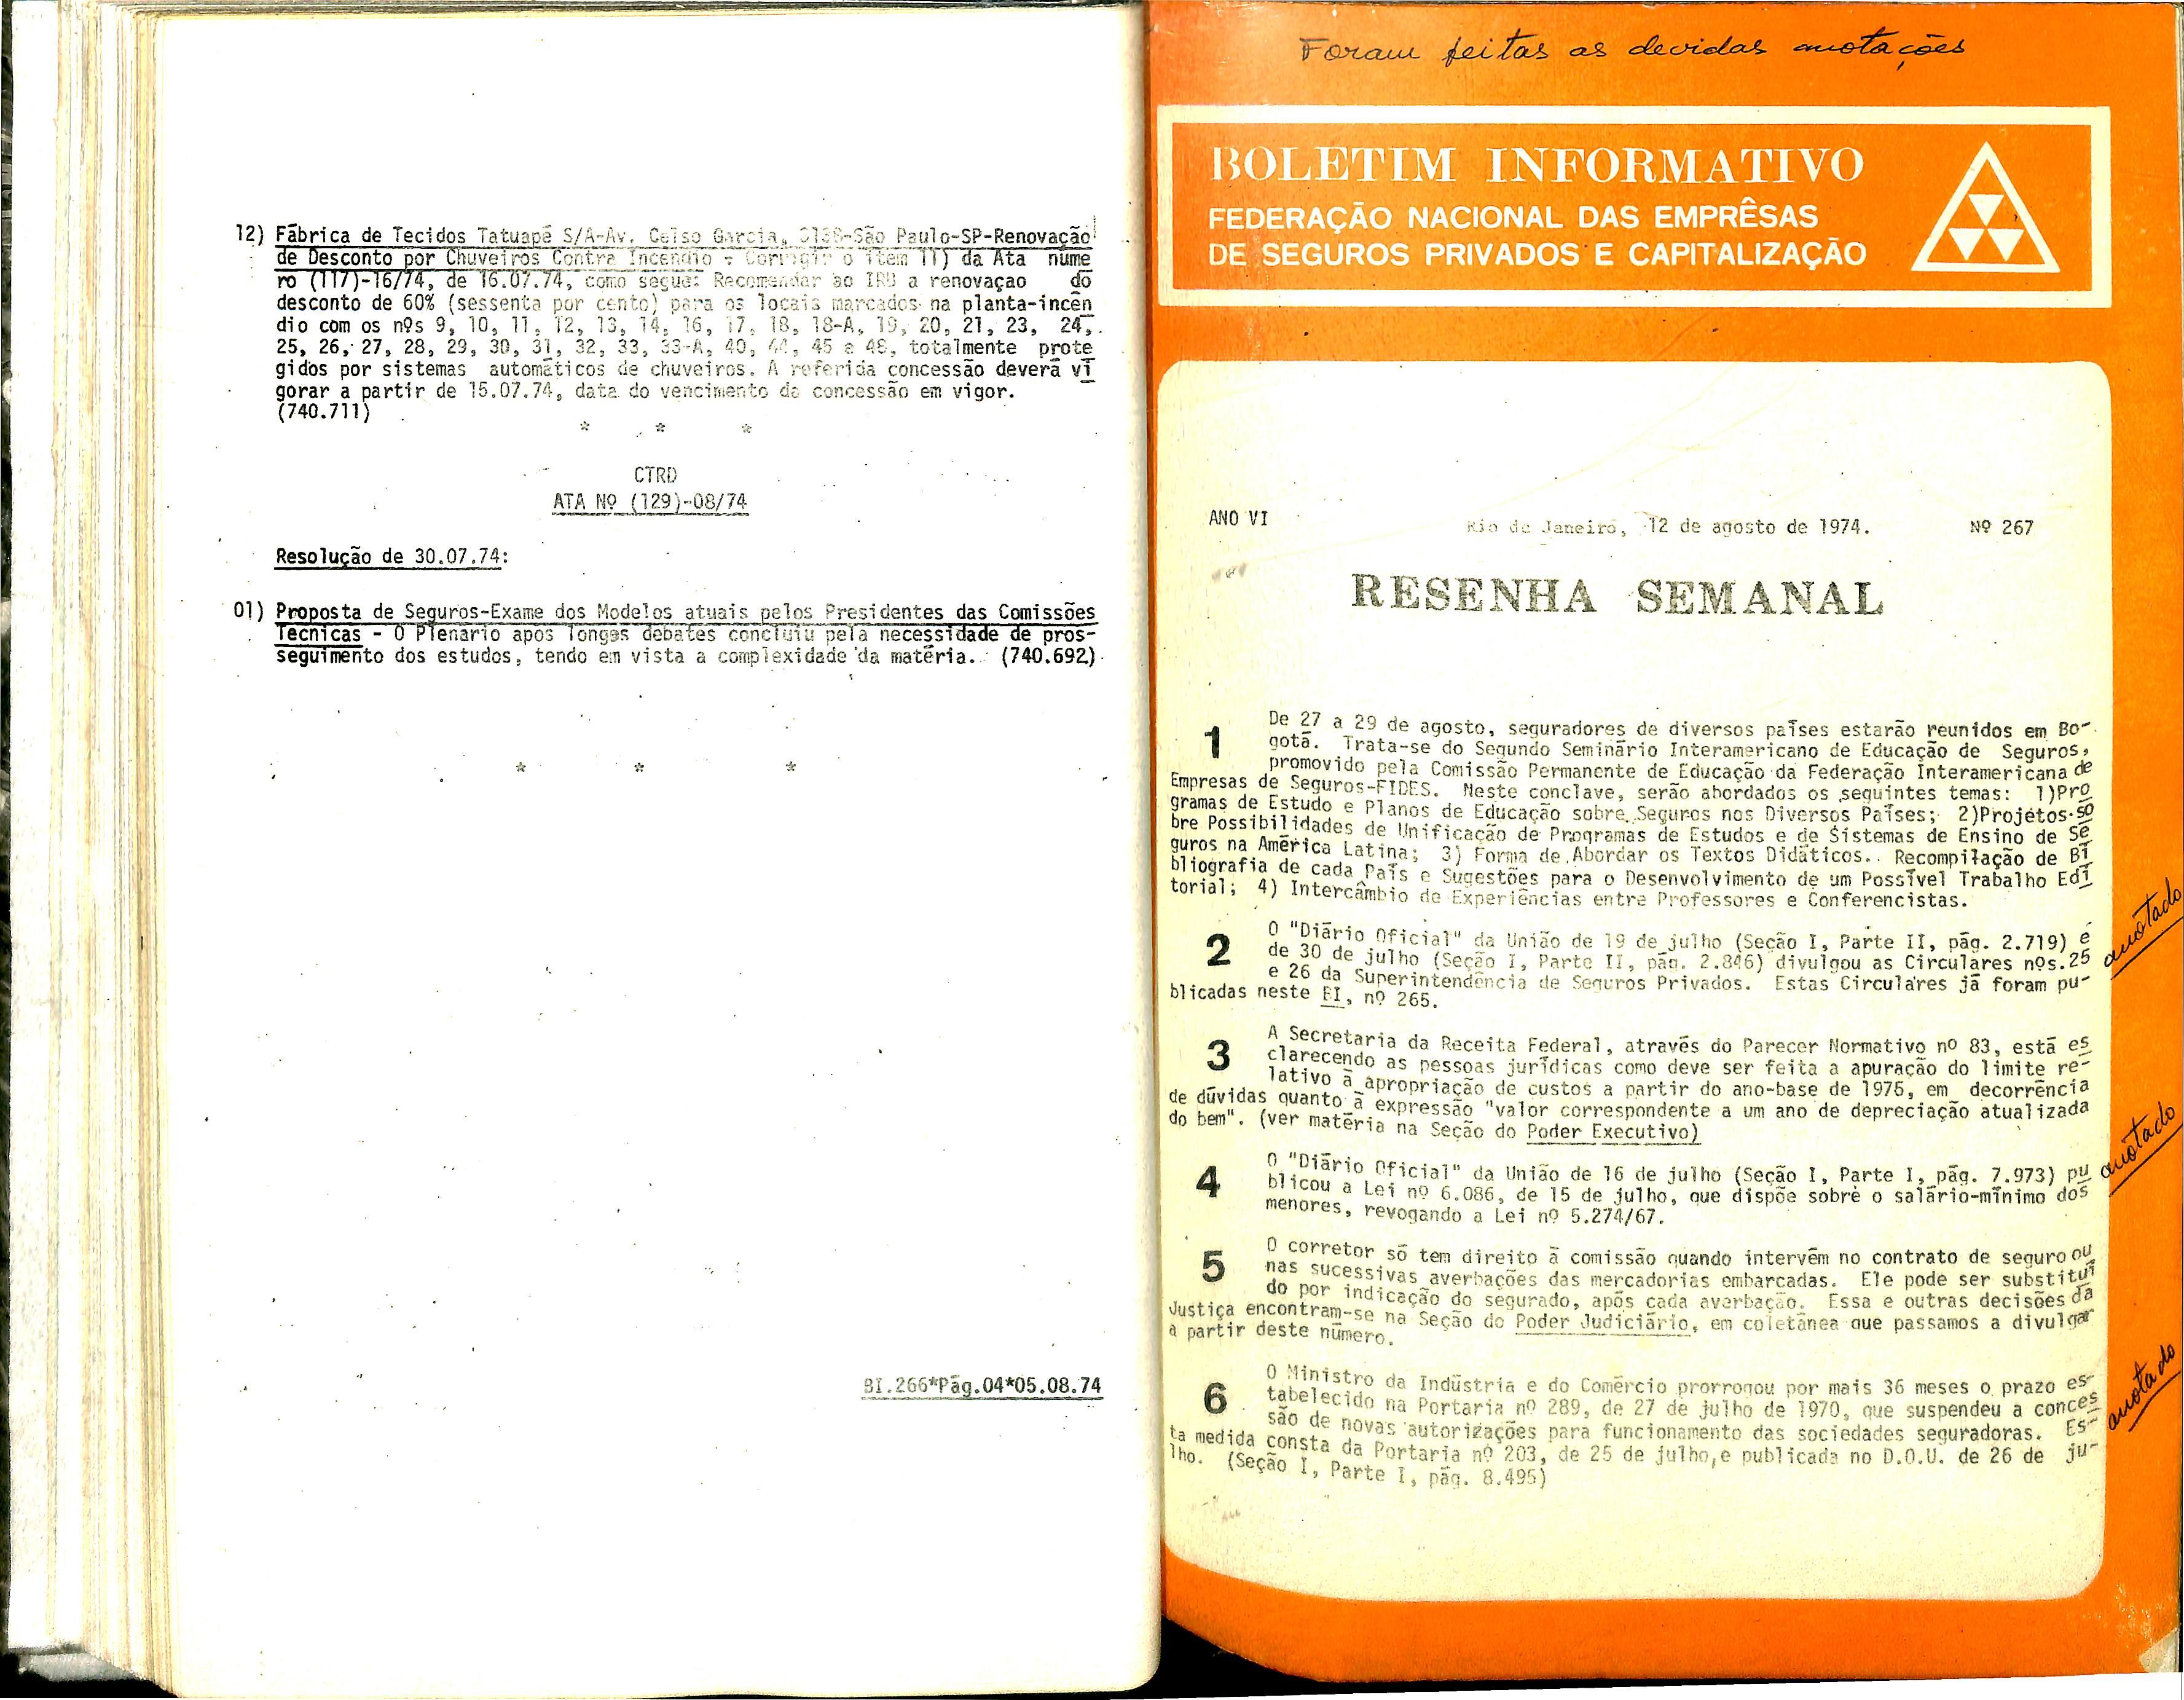 12) Fábrica de Tecidos Tatuapé S/A-Av. Celso Garcia, São Paulo-SP-Renovação
de Desconto por Chuveiros Contra Incêndio - Corrigir o item 11) da Ata núme
ro (117)-16/74, de 16.07.74, como segue: Recomendar ao IRB a renovação do
desconto de 60% (sessenta por cento) para os locais marcados na planta-incên
dio com os nºs 9, 10, 11, 12, 13, 14, 16, 17, 18, 18-A, 19, 20, 21, 23, 24,
25, 26, 27, 28, 29, 30, 31, 32, 33, 33-A, 40, 45 e 48, totalmente prote
gidos por sistemas automáticos de chuveiros. A referida concessão deverá vi
gorar a partir de 15.07.74, data do vencimento da concessão em vigor.
(740.711)
* * *
CTRD
ATA Nº (129)-08/74
Resolução de 30.07.74:
01) Proposta de Seguros-Exame dos Modelos atuais pelos Presidentes das Comissões
Técnicas - O Plenário após longos debates concluiu pela necessidade de pros-
seguimento dos estudos, tendo em vista a complexidade da matéria. (740.692)
* * *
BI.266*Pág.04*05.08.74
Foram feitas as devidas anotações
BOLETIM INFORMATIVO
FEDERAÇÃO NACIONAL DAS EMPRÊSAS
DE SEGUROS PRIVADOS E CAPITALIZAÇÃO
ANO VI Rio de Janeiro, 12 de agosto de 1974. Nº 267
RESENHA SEMANAL
1 De 27 a 29 de agosto, seguradores de diversos países estarão reunidos em Bo-
gotá. Trata-se do Segundo Seminário Interamericano de Educação de Seguros,
promovido pela Comissão Permanente de Educação da Federação Interamericana de
Empresas de Seguros-FIDES. Neste conclave, serão abordados os seguintes temas: 1)Pro
gramas de Estudo e Planos de Educação sobre Seguros nos Diversos Países; 2)Projétos so
bre Possibilidades de Unificação de Programas de Estudos e de Sistemas de Ensino de Se
guros na América Latina; 3) Forma de Abordar os Textos Didáticos. Recompilação de Bi
bliografia de cada País e Sugestões para o Desenvolvimento de um Possível Trabalho Edi
torial; 4) Intercâmbio de Experiências entre Professores e Conferencistas.
2 O "Diário Oficial" da União de 19 de julho (Seção I, Parte II, pág. 2.719) e
de 30 de julho (Seção I, Parte II, pág. 2.846) divulgou as Circulares nºs.25
e 26 da Superintendência de Seguros Privados. Estas Circulares já foram pu-
blicadas neste BI, nº 265.
anotado
3 A Secretaria da Receita Federal, através do Parecer Normativo nº 83, está es
clarecendo as pessoas jurídicas como deve ser feita a apuração do limite re-
lativo à apropriação de custos a partir do ano-base de 1975, em decorrência
de dúvidas quanto à expressão "valor correspondente a um ano de depreciação atualizada
do bem". (ver matéria na Seção do Poder Executivo)
4 O "Diário Oficial" da União de 16 de julho (Seção I, Parte I, pág. 7.973) pu
blicou a Lei nº 6.086, de 15 de julho, que dispõe sobre o salário-mínimo dos
menores, revogando a Lei nº 5.274/67.
anotado
5 O corretor só tem direito à comissão quando intervém no contrato de seguro ou
nas sucessivas averbações das mercadorias embarcadas. Ele pode ser substituí
do por indicação do segurado, após cada averbação. Essa e outras decisões da
Justiça encontram-se na Seção do Poder Judiciário, em coletânea que passamos a divulgar
a partir deste número.
6 O Ministro da Indústria e do Comércio prorrogou por mais 36 meses o prazo es-
tabelecido na Portaria nº 289, de 27 de julho de 1970, que suspendeu a conces
são de novas autorizações para funcionamento das sociedades seguradoras. Es-
ta medida consta da Portaria nº 203, de 25 de julho, e publicada no D.O.U. de 26 de ju-
lho. (Seção I, Parte I, pág. 8.495)
anotado